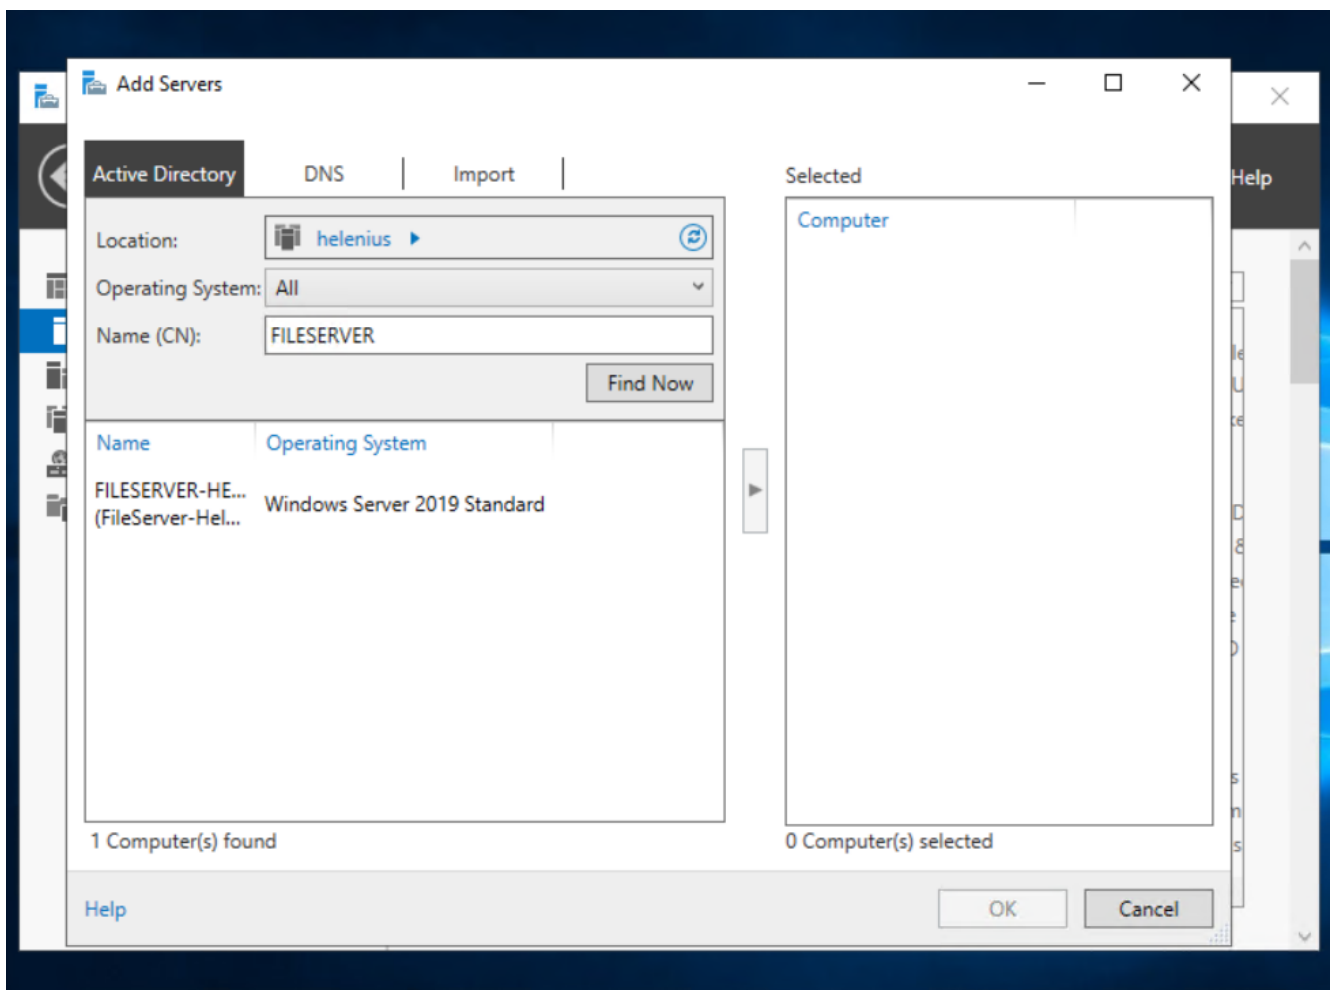 Add Servers
Active Directory
DNS
Import
Selected
Help
Location:
helenius
Computer
Operating System:
All
Name (CN):
FILESERVER
Find Now
Name
Operating System
FILESERVER-HE...
(FileServer-Hel...
Windows Server 2019 Standard
1 Computer(s) found
0 Computer(s) selected
Help
OK
Cancel